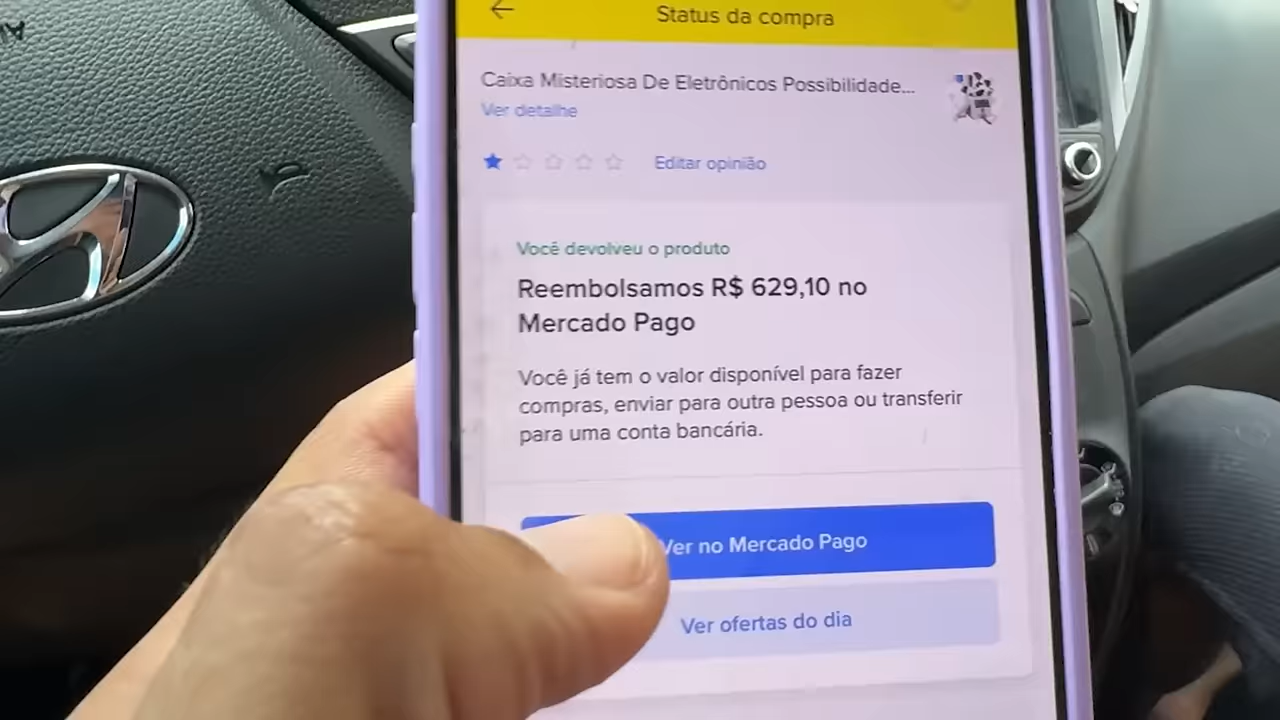 Status da compra
Caixa Misteriosa De Eletrônicos Possibilidade...
Ver detalhe
Editar opinião
Você devolveu o produto
Reembolsamos R$ 629,10 no
Mercado Pago
Você já tem o valor disponível para fazer
compras, enviar para outra pessoa ou transferir
para uma conta bancária.
Ver no Mercado Pago
Ver ofertas do dia